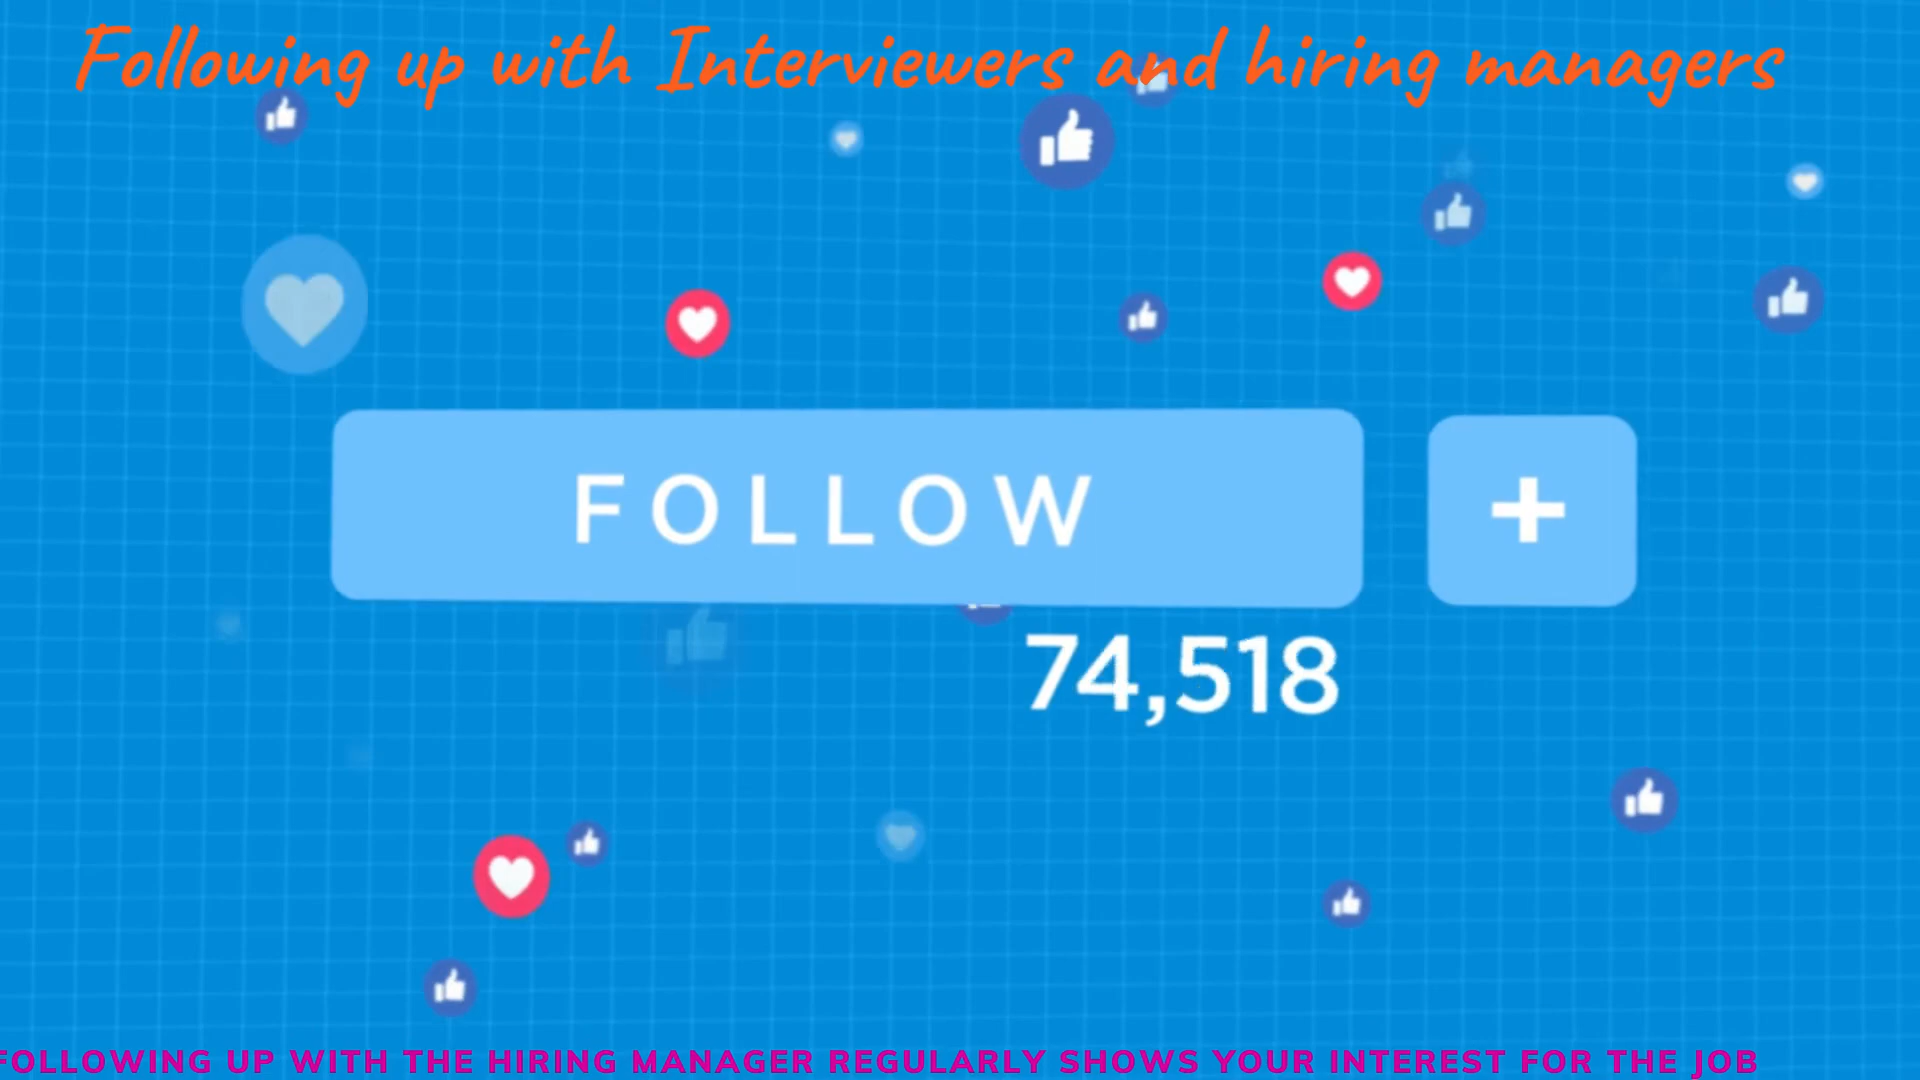 Following up with Interviewers and hiring managers
FOLLOW +
74,518
FOLLOWING UP WITH THE HIRING MANAGER REGULARLY SHOWS YOUR INTEREST FOR THE JOB